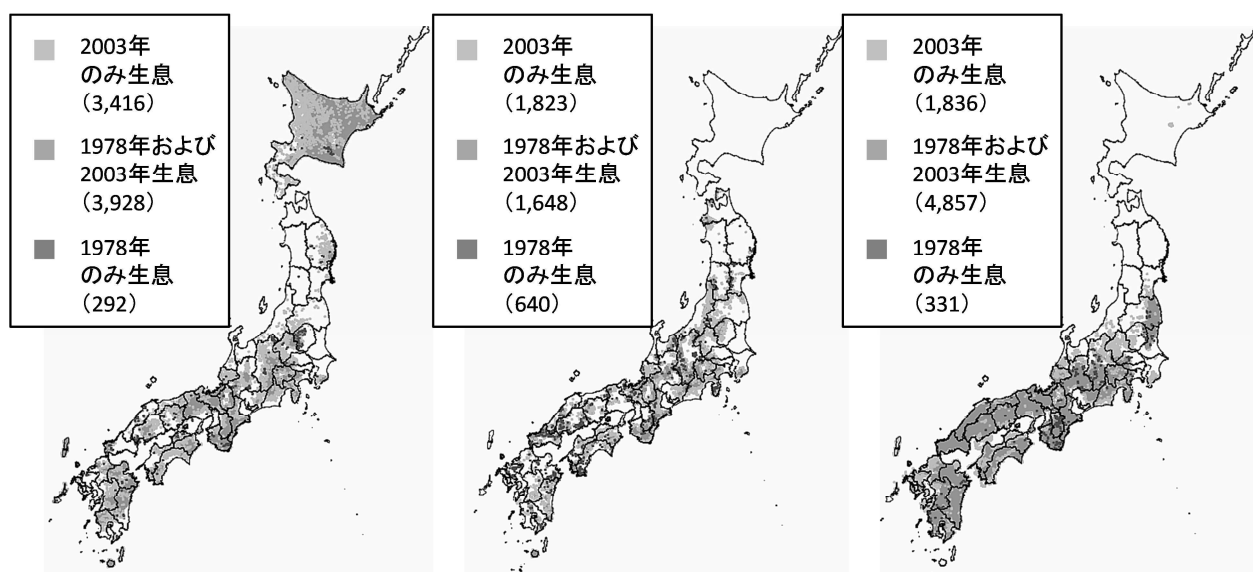 2003年
のみ生息
（3,416）
1978年および
2003年生息
（3,928）
1978年
のみ生息
（292）
2003年
のみ生息
（1,823）
1978年および
2003年生息
（1,648）
1978年
のみ生息
（640）
2003年
のみ生息
（1,836）
1978年および
2003年生息
（4,857）
1978年
のみ生息
（331）